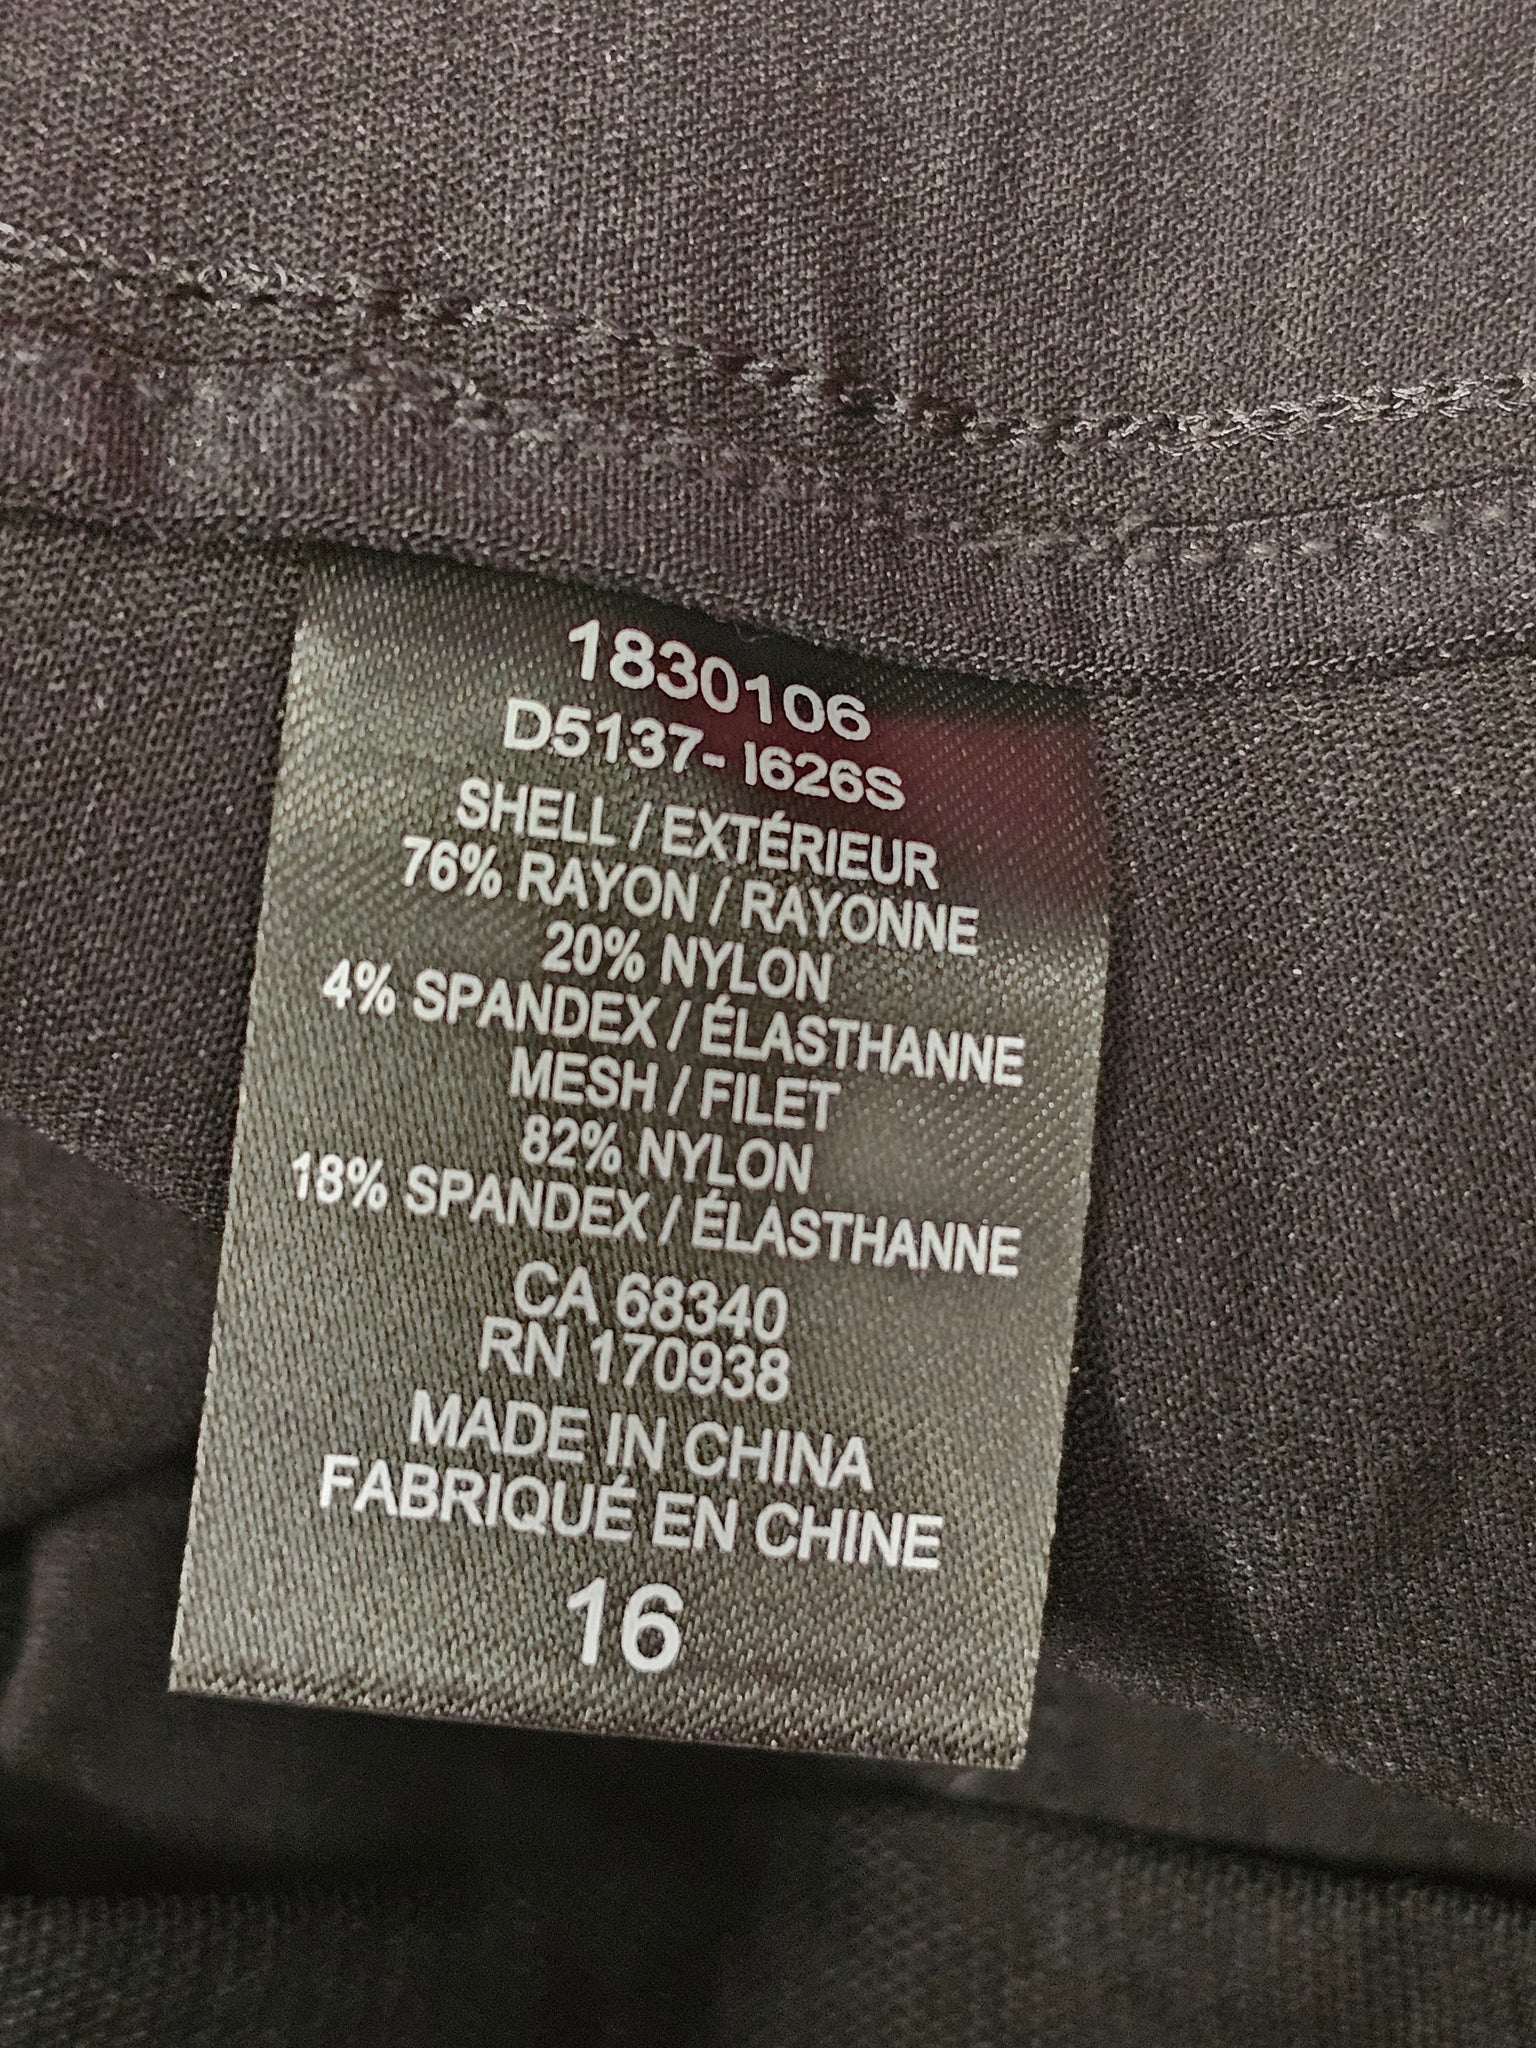 1830106
D5137- I626S
SHELL / EXTÉRIEUR
76% RAYON / RAYONNE
20% NYLON
4% SPANDEX / ÉLASTHANNE
MESH / FILET
82% NYLON
18% SPANDEX / ÉLASTHANNE
CA 68340
RN 170938
MADE IN CHINA
FABRIQUÉ EN CHINE
16